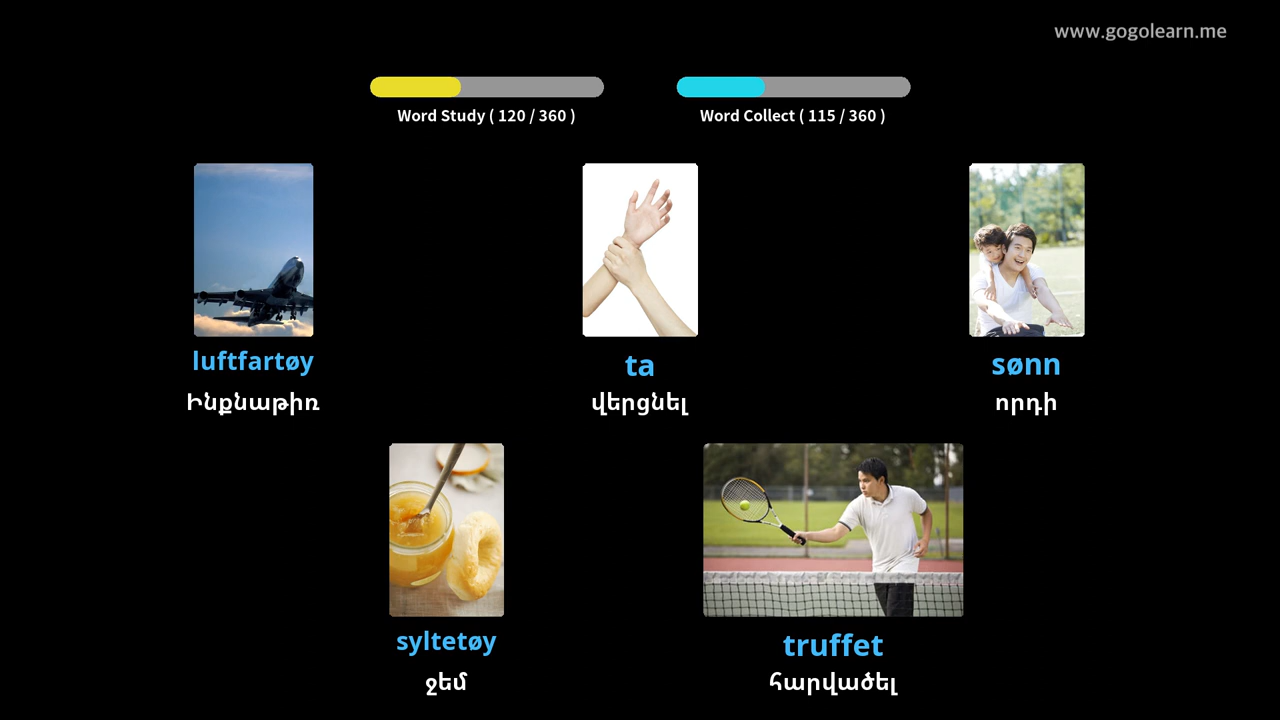 www.gogolearn.me
Word Study ( 120 / 360 )
Word Collect ( 115 / 360 )
luftfartøy
ta
sønn
Ինքնաթիռ
վերցնել
որդի
syltetøy
truffet
ջեմ
հարվածել